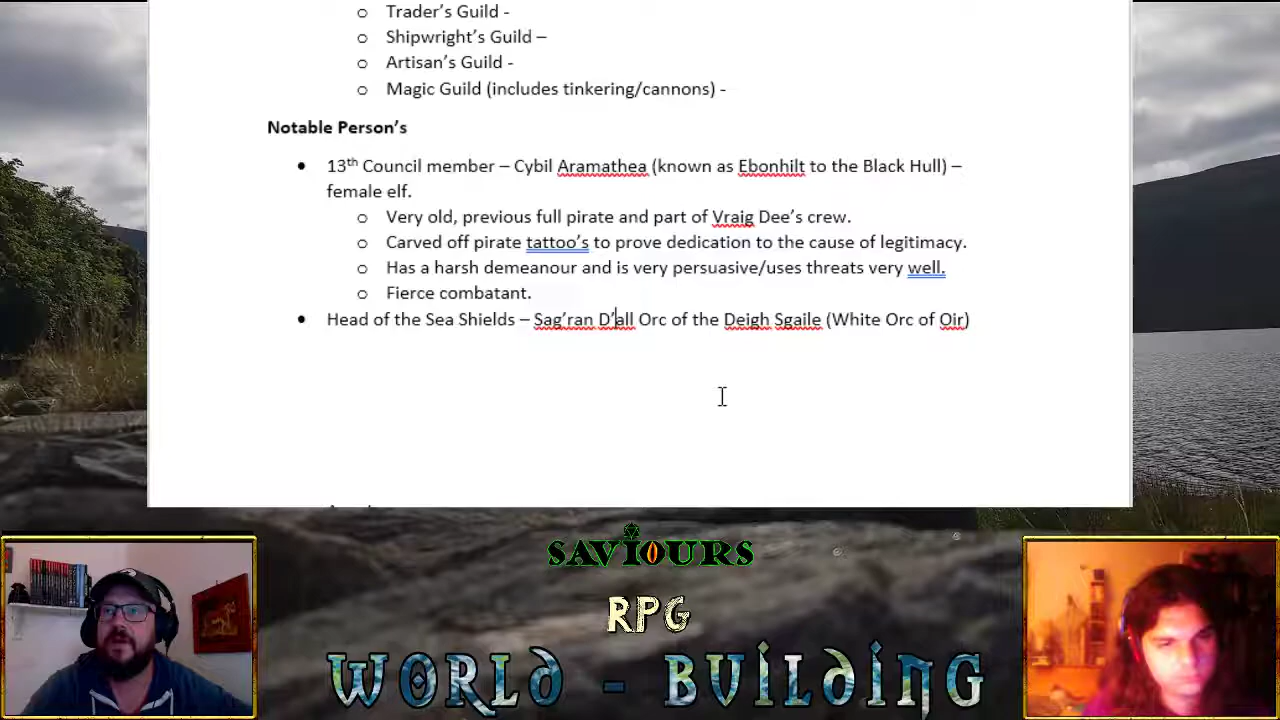 Trader's Guild -
Shipwright's Guild –
Artisan's Guild -
Magic Guild (includes tinkering/cannons) -
Notable Person's
13th Council member – Cybil Aramathea (known as Ebonhilt to the Black Hull) –
female elf.
Very old, previous full pirate and part of Vraig Dee's crew.
Carved off pirate tattoo's to prove dedication to the cause of legitimacy.
Has a harsh demeanour and is very persuasive/uses threats very well.
Fierce combatant.
Head of the Sea Shields – Sag'ran D'all Orc of the Deigh Sgaile (White Orc of Oir)
SAVIOURS
RPG
WORLD - BUILDING